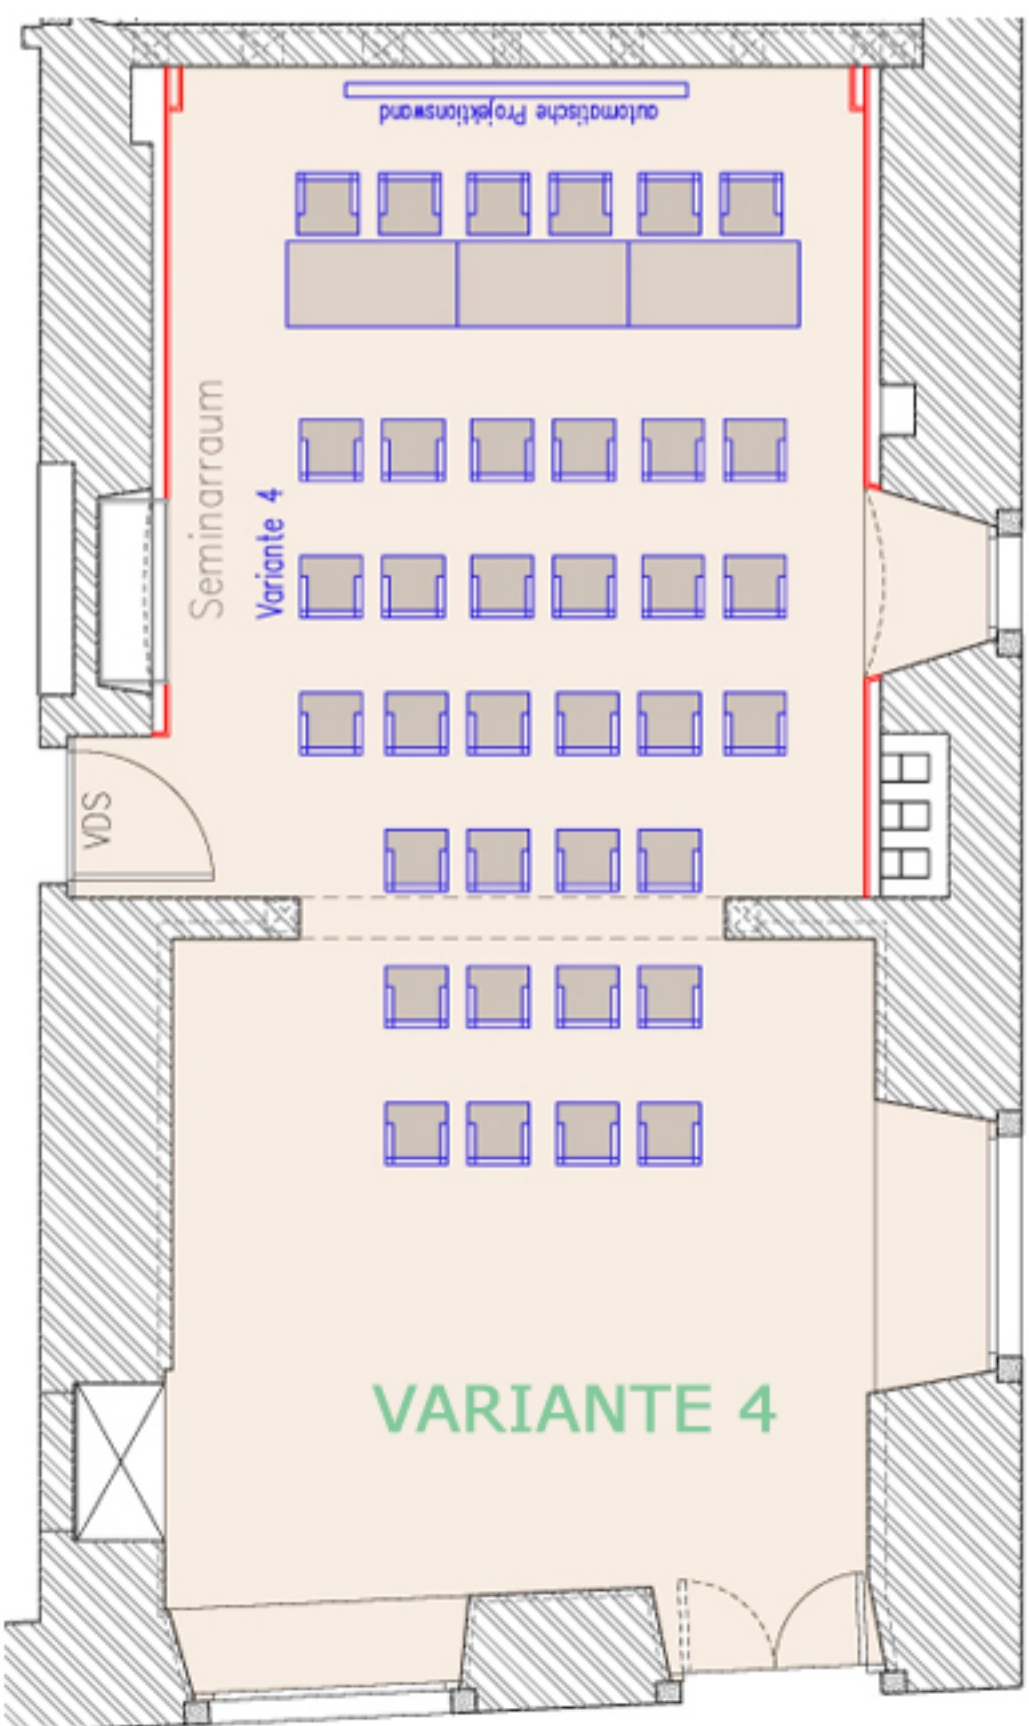 automatische Projektionswand
Seminarraum
Variante 4
VDS
VARIANTE 4